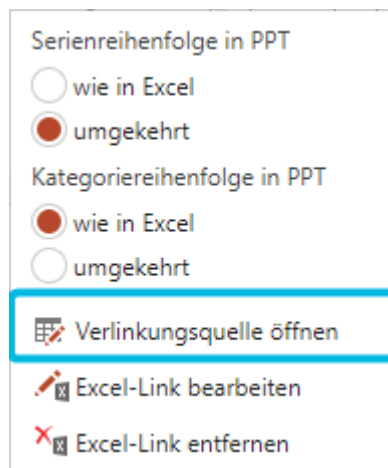 Serienreihenfolge in PPT
wie in Excel
umgekehrt
Kategoriereihenfolge in PPT
wie in Excel
umgekehrt
Verlinkungsquelle öffnen
Excel-Link bearbeiten
Excel-Link entfernen